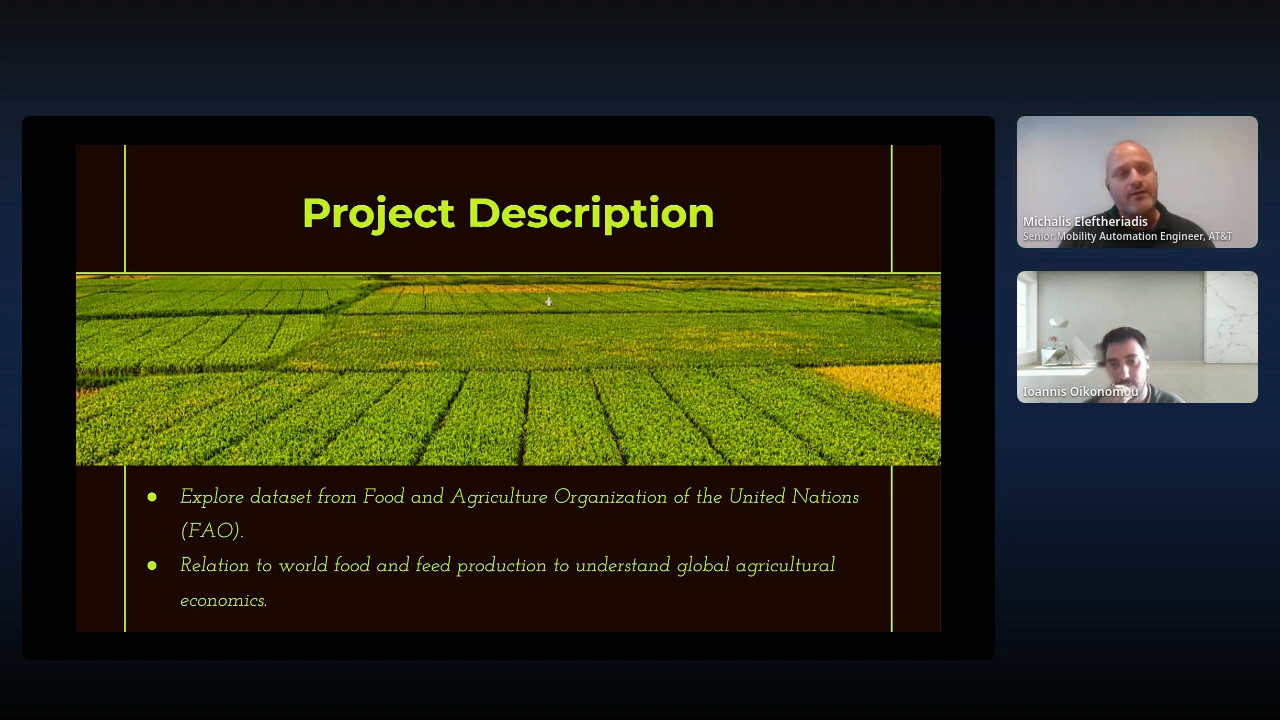 Project Description
Explore dataset from Food and Agriculture Organization of the United Nations
(FAO).
Relation to world food and feed production to understand global agricultural
economics.
Michalis Eleftheriadis
Senior Mobility Automation Engineer, AT&T
Ioannis Oikonomou